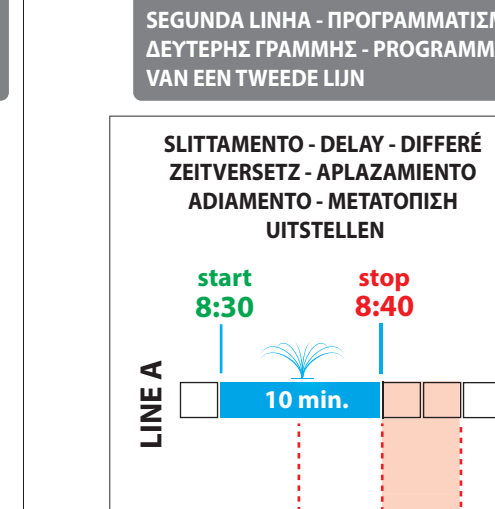 SEGUNDA LINHA - ΠΡΟΓΡΑΜΜΑΤΙΣΜ
ΔΕΥΤΕΡΗΣ ΓΡΑΜΜΗΣ - PROGRAMM
VAN EEN TWEEDE LIJN
SLITTAMENTO - DELAY - DIFFERÉ
ZEITVERSETZ - APLAZAMIENTO
ADIAMENTO - ΜΕΤΑΤΟΠΙΣΗ
UITSTELLEN
start stop
8:30 8:40
LINE A
10 min.